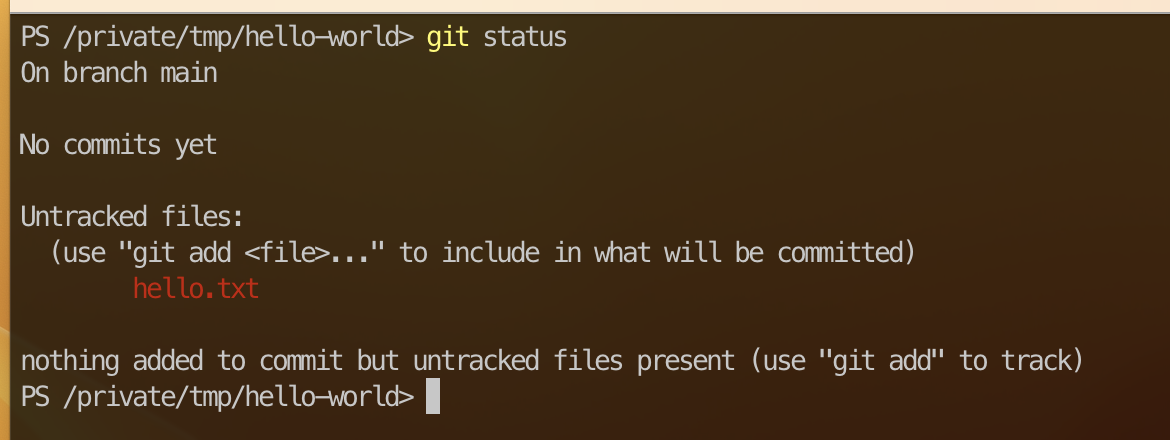 PS /private/tmp/hello-world> git status
On branch main
No commits yet
Untracked files:
  (use "git add <file>..." to include in what will be committed)
        hello.txt
nothing added to commit but untracked files present (use "git add" to track)
PS /private/tmp/hello-world>